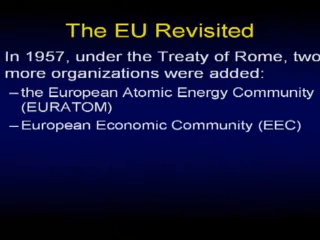 The EU Revisited
In 1957, under the Treaty of Rome, two
more organizations were added:
–the European Atomic Energy Community
(EURATOM)
–European Economic Community (EEC)